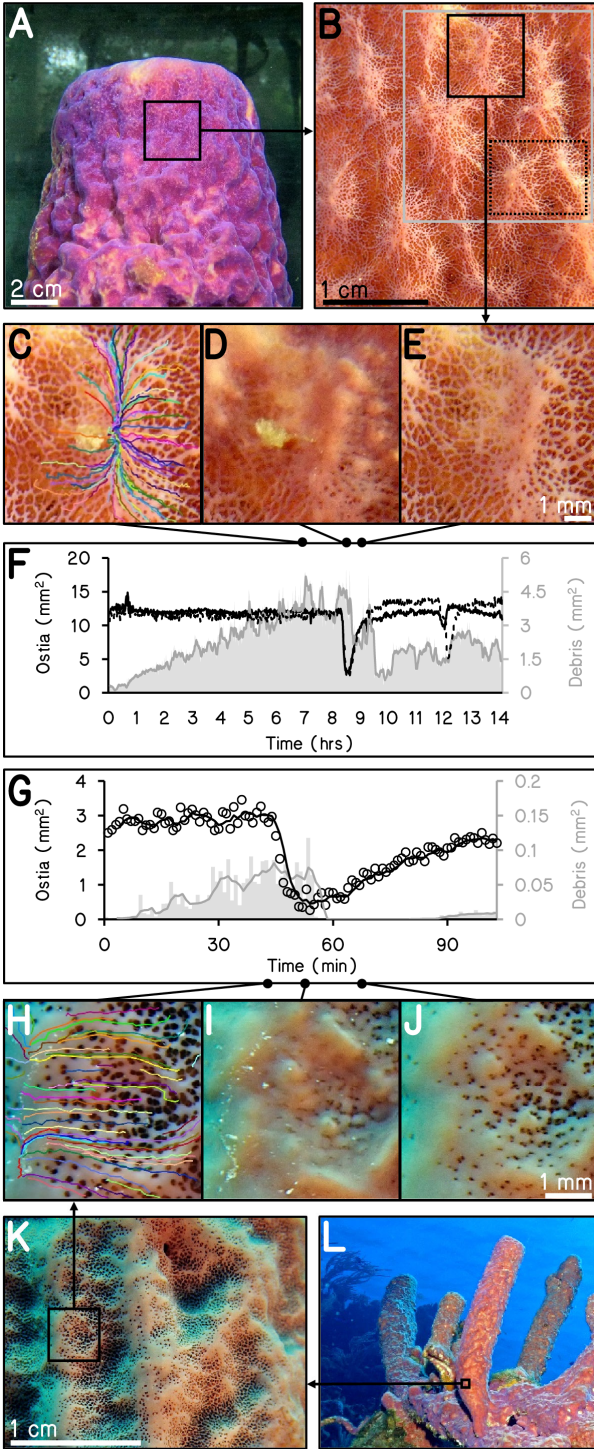 A
2 cm
B
1 cm
C
D
E
1 mm
F
Ostia (mm²)
20
15
10
5
0
6
4.5
3
1.5
0
Debris (mm²)
0 1 2 3 4 5 6 7 8 9 10 11 12 13 14
Time (hrs)
G
Ostia (mm²)
4
3
2
1
0
0.2
0.15
0.1
0.05
0
Debris (mm²)
0 30 60 90
Time (min)
H
I
J
1 mm
K
1 cm
L